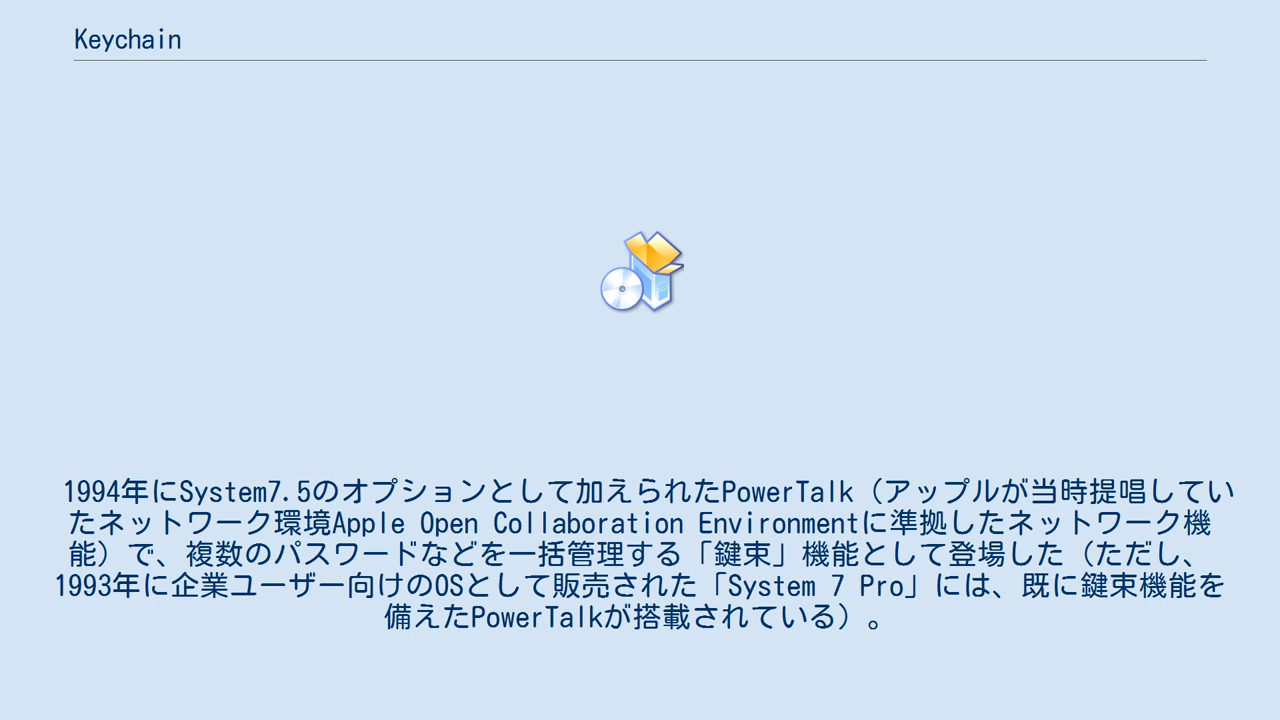 Keychain
1994年にSystem7.5のオプションとして加えられたPowerTalk（アップルが当時提唱してい
たネットワーク環境Apple Open Collaboration Environmentに準拠したネットワーク機
能）で、複数のパスワードなどを一括管理する「鍵束」機能として登場した（ただし、
1993年に企業ユーザー向けのOSとして販売された「System 7 Pro」には、既に鍵束機能を
備えたPowerTalkが搭載されている）。